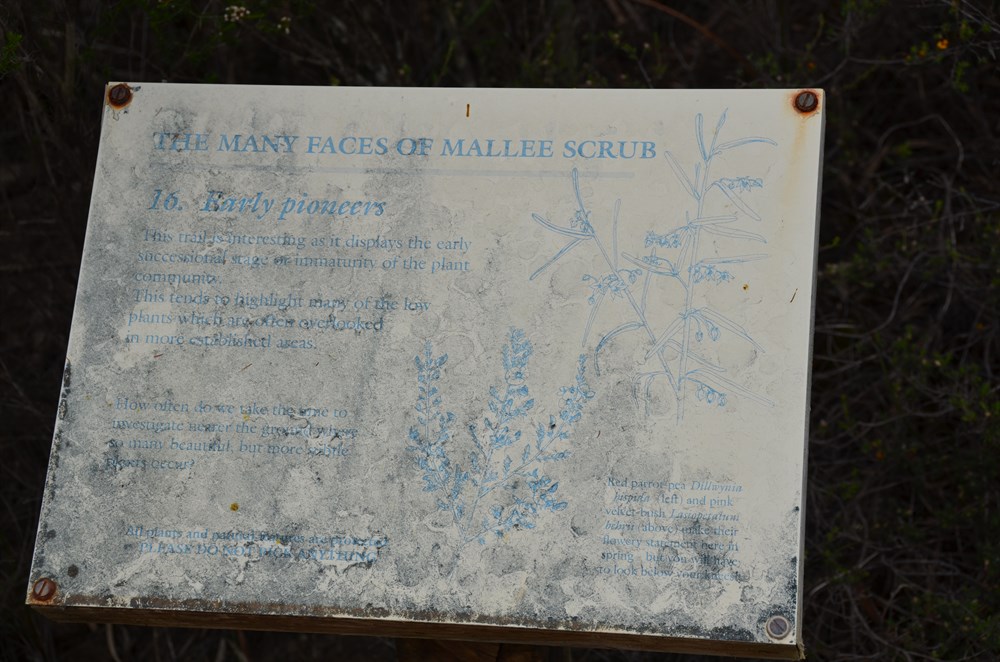 THE MANY FACES OF MALLEE SCRUB
16. Early pioneers
This trail is interesting as it displays the early
successional stage or immaturity of the plant
community.
This tends to highlight many of the low
plants which are often overlooked
in more established areas.
How often do we take the time to
investigate nearer the ground where
so many beautiful, but more subtle
plants occur?
All plants and natural features are protected
PLEASE DO NOT PICK ANYTHING
Red parrot-pea Dillwynia
hispida (left) and pink
velvet-bush Lasiopetalum
behrii (above) make their
flowery statement here in
spring - but you will have
to look below your